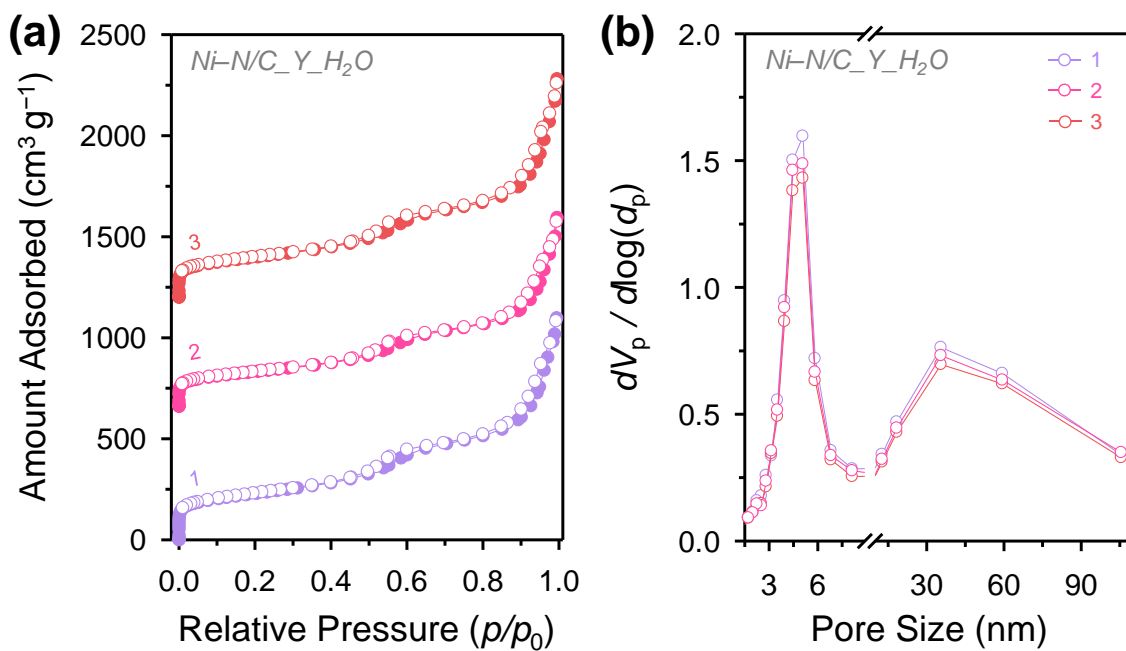 (a)
Ni–N/C_Y_H₂O
2500
2000
1500
1000
500
0
3
2
1
0.0 0.2 0.4 0.6 0.8 1.0
Amount Adsorbed (cm³ g⁻¹)
Relative Pressure (p/p₀)
(b)
Ni–N/C_Y_H₂O
1
2
3
2.0
1.5
1.0
0.5
0.0
3 6 30 60 90
dVₚ / dlog(dₚ)
Pore Size (nm)